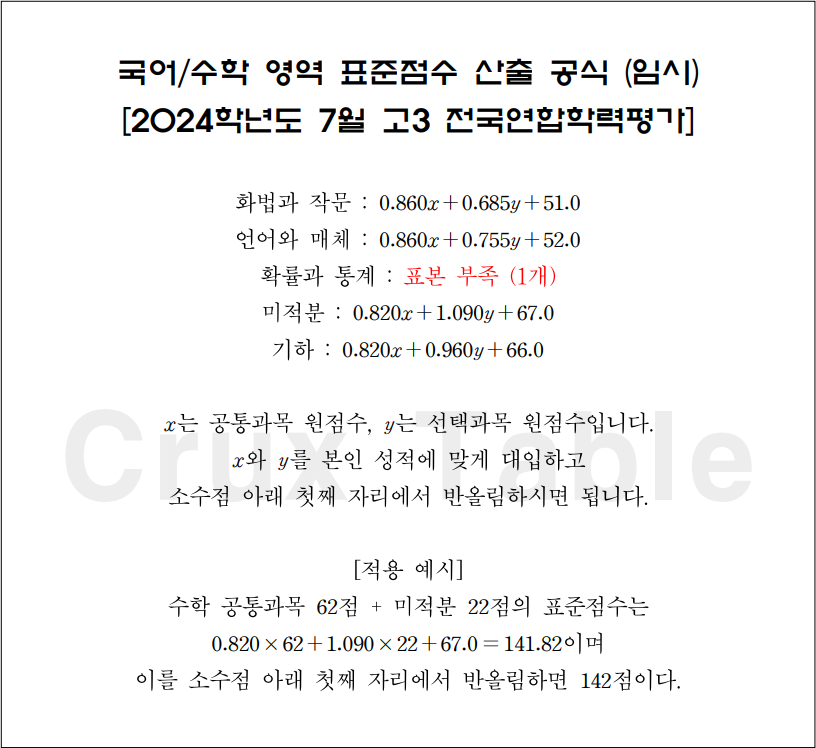 국어/수학 영역 표준점수 산출 공식 (임시)
[2024학년도 7월 고3 전국연합학력평가]
화법과 작문 : 0.860x+0.685y+51.0
언어와 매체 : 0.860x+0.755y+52.0
확률과 통계 : 표본 부족 (1개)
미적분 : 0.820x+1.090y+67.0
기하 : 0.820x+0.960y+66.0
Crux Table
x는 공통과목 원점수, y는 선택과목 원점수입니다.
x와 y를 본인 성적에 맞게 대입하고
소수점 아래 첫째 자리에서 반올림하시면 됩니다.
[적용 예시]
수학 공통과목 62점 + 미적분 22점의 표준점수는
0.820×62+1.090×22+67.0=141.82이며
이를 소수점 아래 첫째 자리에서 반올림하면 142점이다.